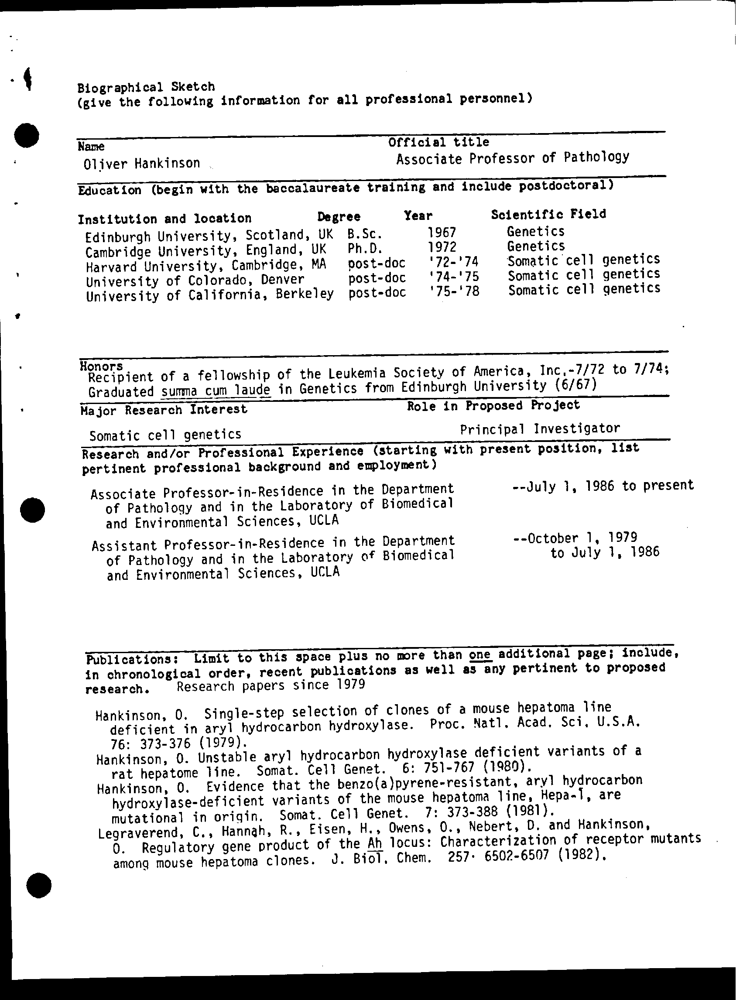 Biographical Sketch
(give the following information for all professional personnel)
Name Official title
Oliver Hankinson Associate Professor of Pathology
Education (begin with the baccalaureate training and include postdoctoral)
Institution and location Degree Year Scientific Field
Edinburgh University, Scotland, UK B.Sc. 1967 Genetics
Cambridge University, England, UK Ph.D. 1972 Genetics
Harvard University, Cambridge, MA post-doc '72-'74 Somatic cell genetics
University of Colorado, Denver post-doc '74-'75 Somatic cell genetics
University of California, Berkeley post-doc '75-'78 Somatic cell genetics
Honors
Recipient of a fellowship of the Leukemia Society of America, Inc.-7/72 to 7/74;
Graduated summa cum laude in Genetics from Edinburgh University (6/67)
Major Research Interest Role in Proposed Project
Somatic cell genetics Principal Investigator
Research and/or Professional Experience (starting with present position, list
pertinent professional background and employment)
Associate Professor-in-Residence in the Department --July 1, 1986 to present
of Pathology and in the Laboratory of Biomedical
and Environmental Sciences, UCLA
Assistant Professor-in-Residence in the Department --October 1, 1979
of Pathology and in the Laboratory of Biomedical to July 1, 1986
and Environmental Sciences, UCLA
Publications: Limit to this space plus no more than one additional page; include,
in chronological order, recent publications as well as any pertinent to proposed
research. Research papers since 1979
Hankinson, O. Single-step selection of clones of a mouse hepatoma line
deficient in aryl hydrocarbon hydroxylase. Proc. Natl. Acad. Sci. U.S.A.
76: 373-376 (1979).
Hankinson, O. Unstable aryl hydrocarbon hydroxylase deficient variants of a
rat hepatome line. Somat. Cell Genet. 6: 751-767 (1980).
Hankinson, O. Evidence that the benzo(a)pyrene-resistant, aryl hydrocarbon
hydroxylase-deficient variants of the mouse hepatoma line, Hepa-1, are
mutational in origin. Somat. Cell Genet. 7: 373-388 (1981).
Legraverend, C., Hannah, R., Eisen, H., Owens, O., Nebert, D. and Hankinson,
O. Regulatory gene product of the Ah locus: Characterization of receptor mutants
among mouse hepatoma clones. J. Biol. Chem. 257: 6502-6507 (1982).